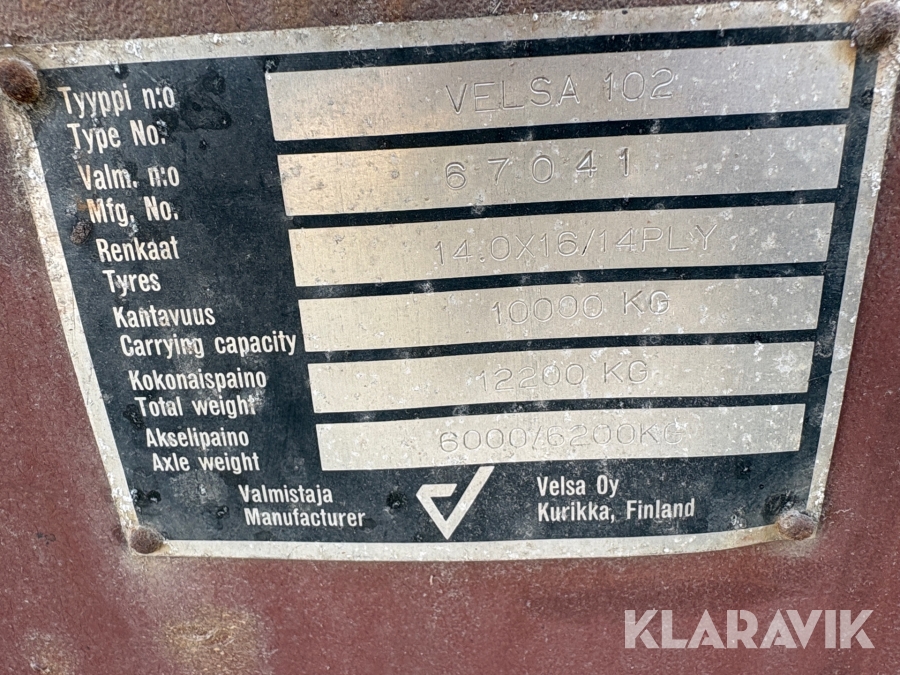 Tyyppi n:o
Type No.
VELSA 102
Valm. n:o
Mfg. No.
67041
Renkaat
Tyres
14.0X16/14PLY
Kantavuus
Carrying capacity
10000 KG
Kokonaispaino
Total weight
12200 KG
Akselipaino
Axle weight
6000/6200KG
Valmistaja
Manufacturer
Velsa Oy
Kurikka, Finland
KLARAVIK